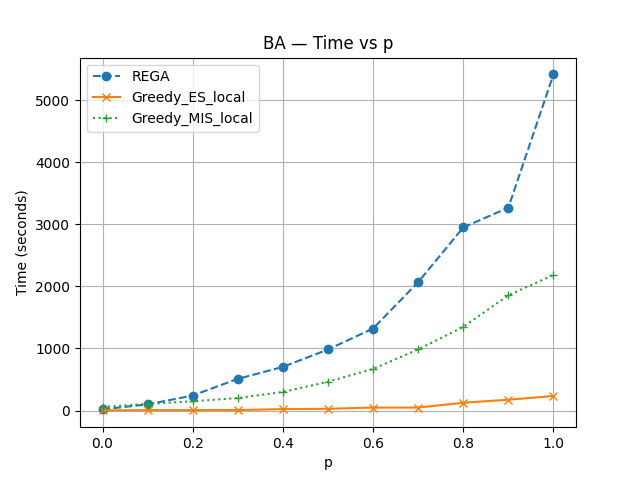 BA — Time vs p
REGA
Greedy_ES_local
Greedy_MIS_local
Time (seconds)
5000
4000
3000
2000
1000
0
0.0 0.2 0.4 0.6 0.8 1.0
p